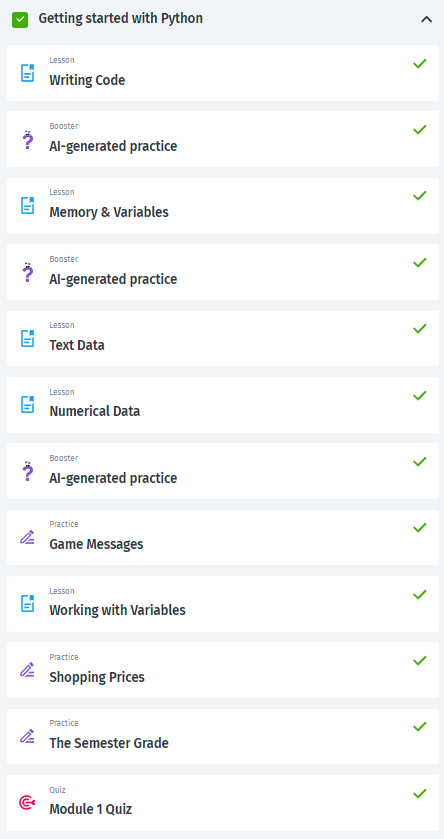 Getting started with Python
Lesson
Writing Code
Booster
AI-generated practice
Lesson
Memory & Variables
Booster
AI-generated practice
Lesson
Text Data
Lesson
Numerical Data
Booster
AI-generated practice
Practice
Game Messages
Lesson
Working with Variables
Practice
Shopping Prices
Practice
The Semester Grade
Quiz
Module 1 Quiz